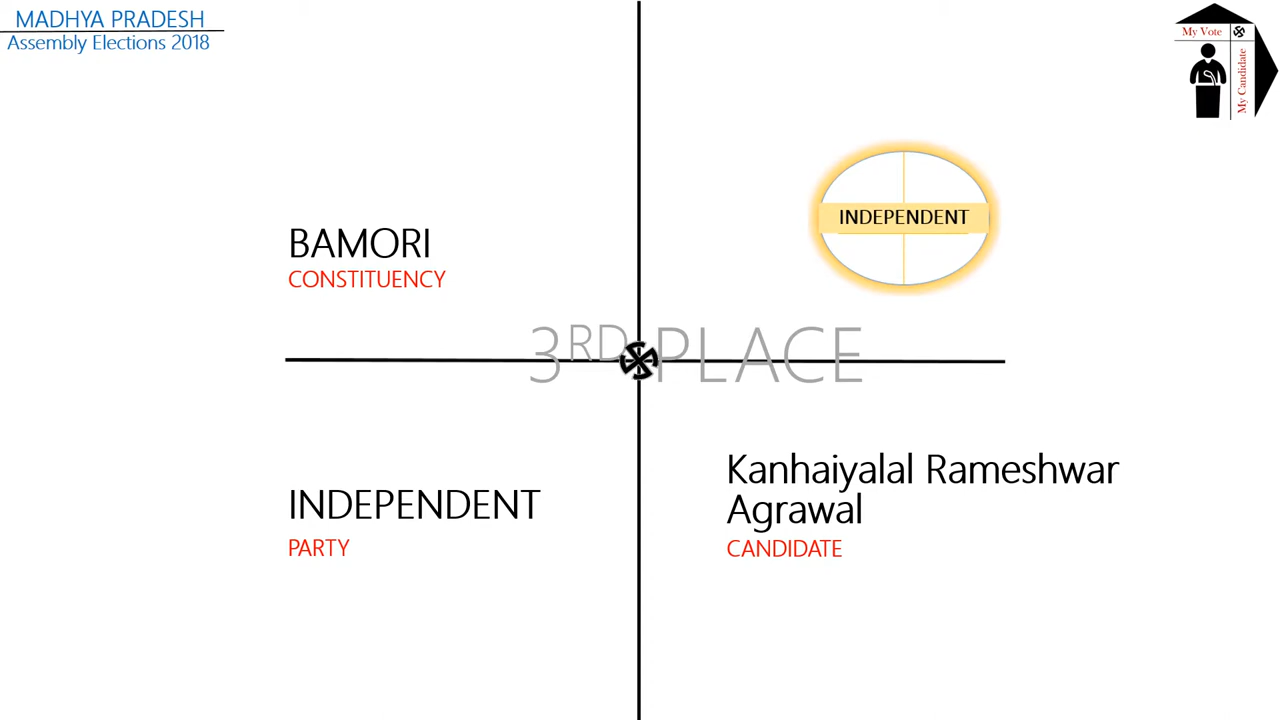 MADHYA PRADESH
Assembly Elections 2018
My Vote
My Candidate
INDEPENDENT
BAMORI
CONSTITUENCY
3RD PLACE
INDEPENDENT
PARTY
Kanhaiyalal Rameshwar
Agrawal
CANDIDATE